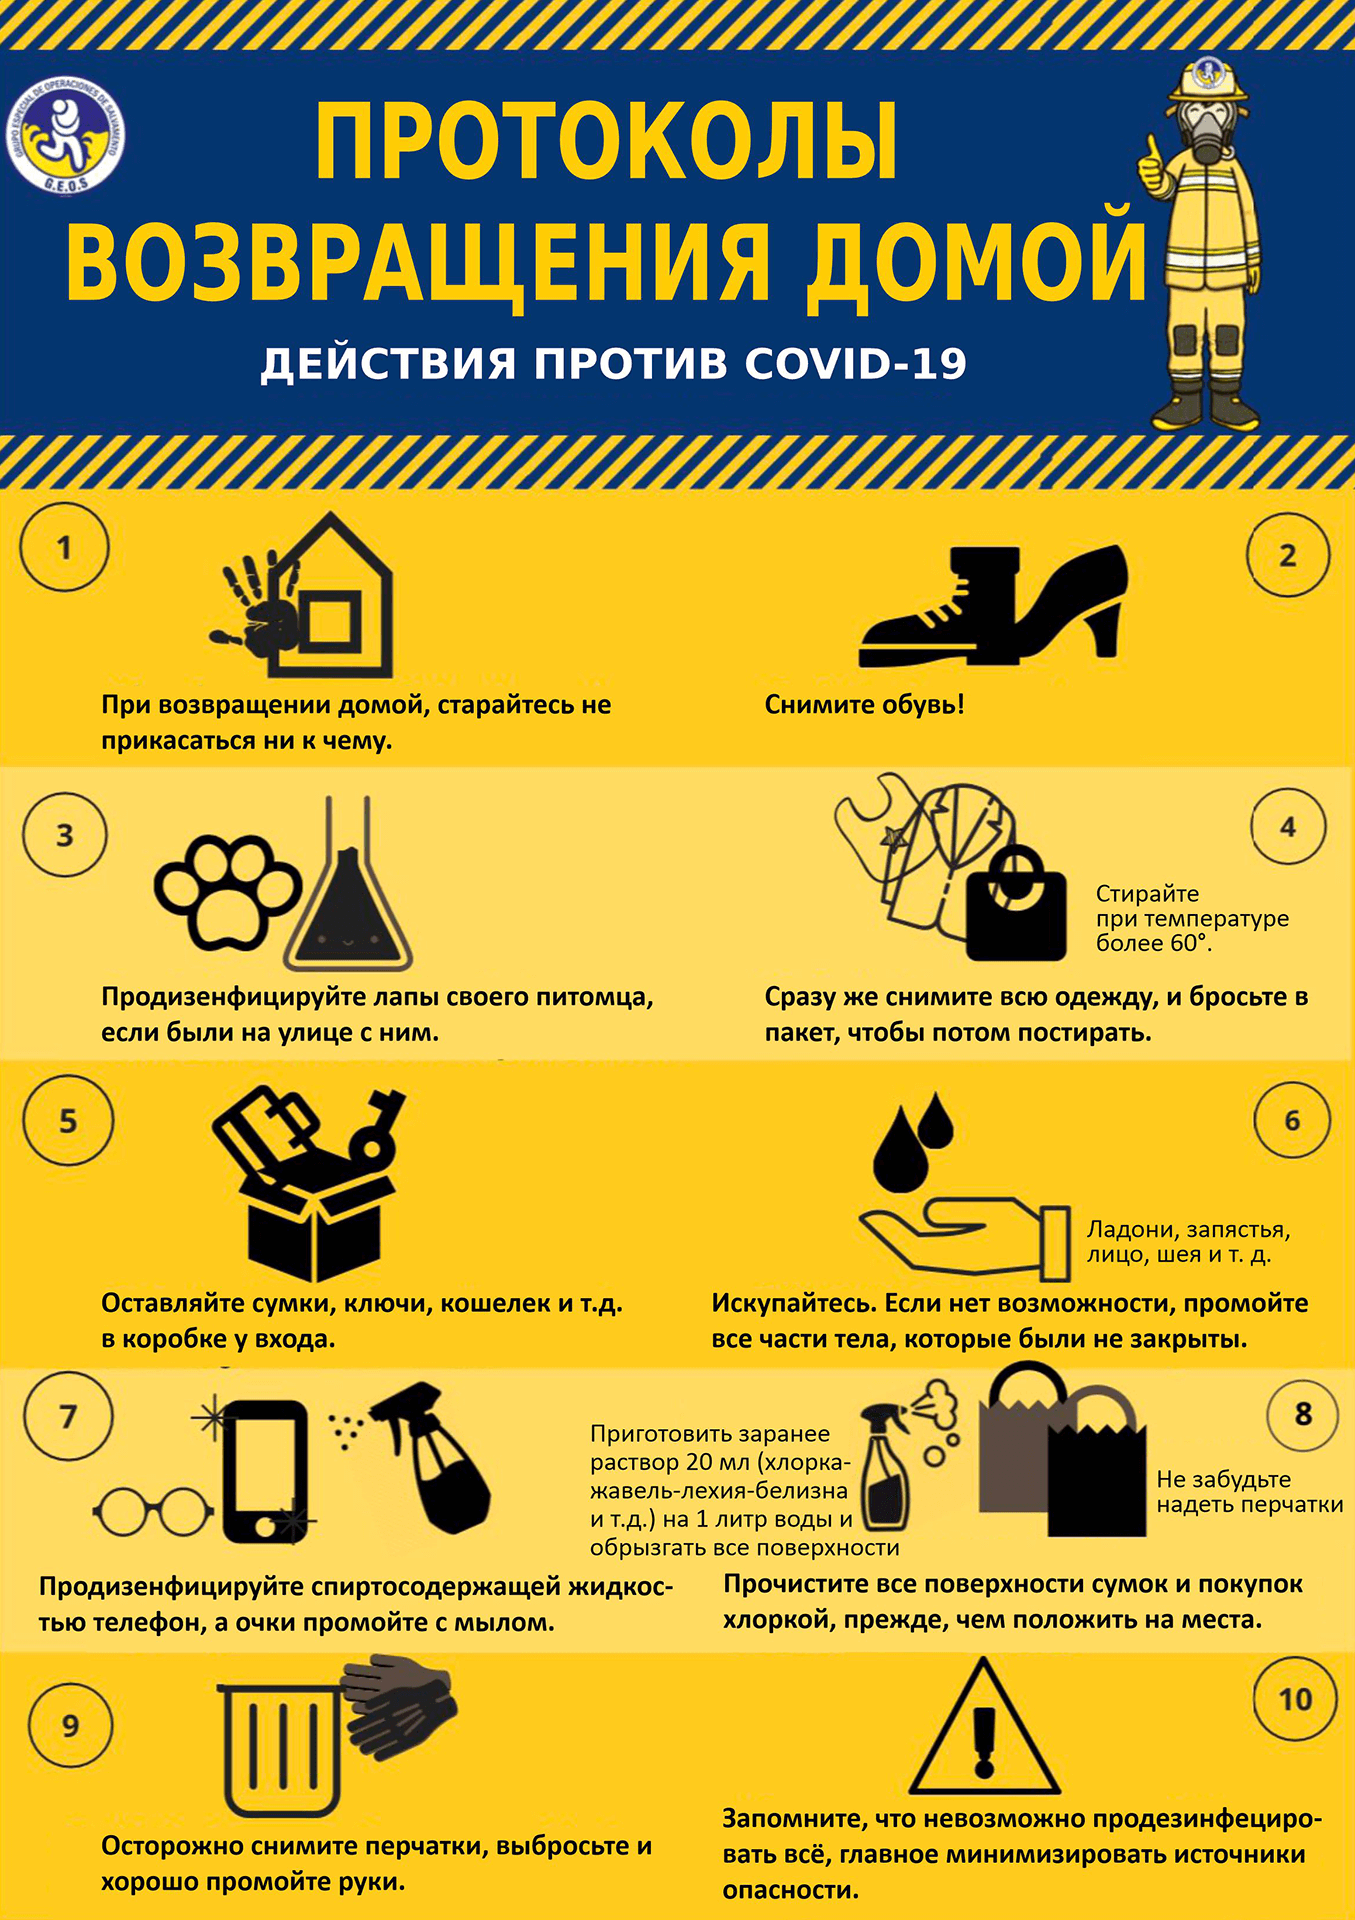 GRUPO ESPECIAL DE OPERACIONES DE SALVAMENTO
G.E.O.S
ПРОТОКОЛЫ
ВОЗВРАЩЕНИЯ ДОМОЙ
ДЕЙСТВИЯ ПРОТИВ COVID-19
1
При возвращении домой, старайтесь не
прикасаться ни к чему.
2
Снимите обувь!
3
Продизенфицируйте лапы своего питомца,
если были на улице с ним.
4
Стирайте
при температуре
более 60°.
Сразу же снимите всю одежду, и бросьте в
пакет, чтобы потом постирать.
5
Оставляйте сумки, ключи, кошелек и т.д.
в коробке у входа.
6
Ладони, запястья,
лицо, шея и т. д.
Искупайтесь. Если нет возможности, промойте
все части тела, которые были не закрыты.
7
Продизенфицируйте спиртосодержащей жидкос-
тью телефон, а очки промойте с мылом.
Приготовить заранее
раствор 20 мл (хлорка-
жавель-лехия-белизна
и т.д.) на 1 литр воды и
обрызгать все поверхности
8
Не забудьте
надеть перчатки
Прочистите все поверхности сумок и покупок
хлоркой, прежде, чем положить на места.
9
Осторожно снимите перчатки, выбросьте и
хорошо промойте руки.
10
Запомните, что невозможно продезинфециро-
вать всё, главное минимизировать источники
опасности.